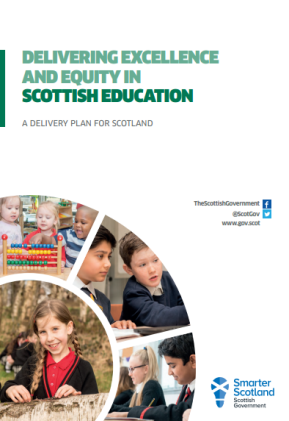 DELIVERING EXCELLENCE
AND EQUITY IN
SCOTTISH EDUCATION
A DELIVERY PLAN FOR SCOTLAND
TheScottishGovernment
@ScotGov
www.gov.scot
Smarter
Scotland
Scottish
Government